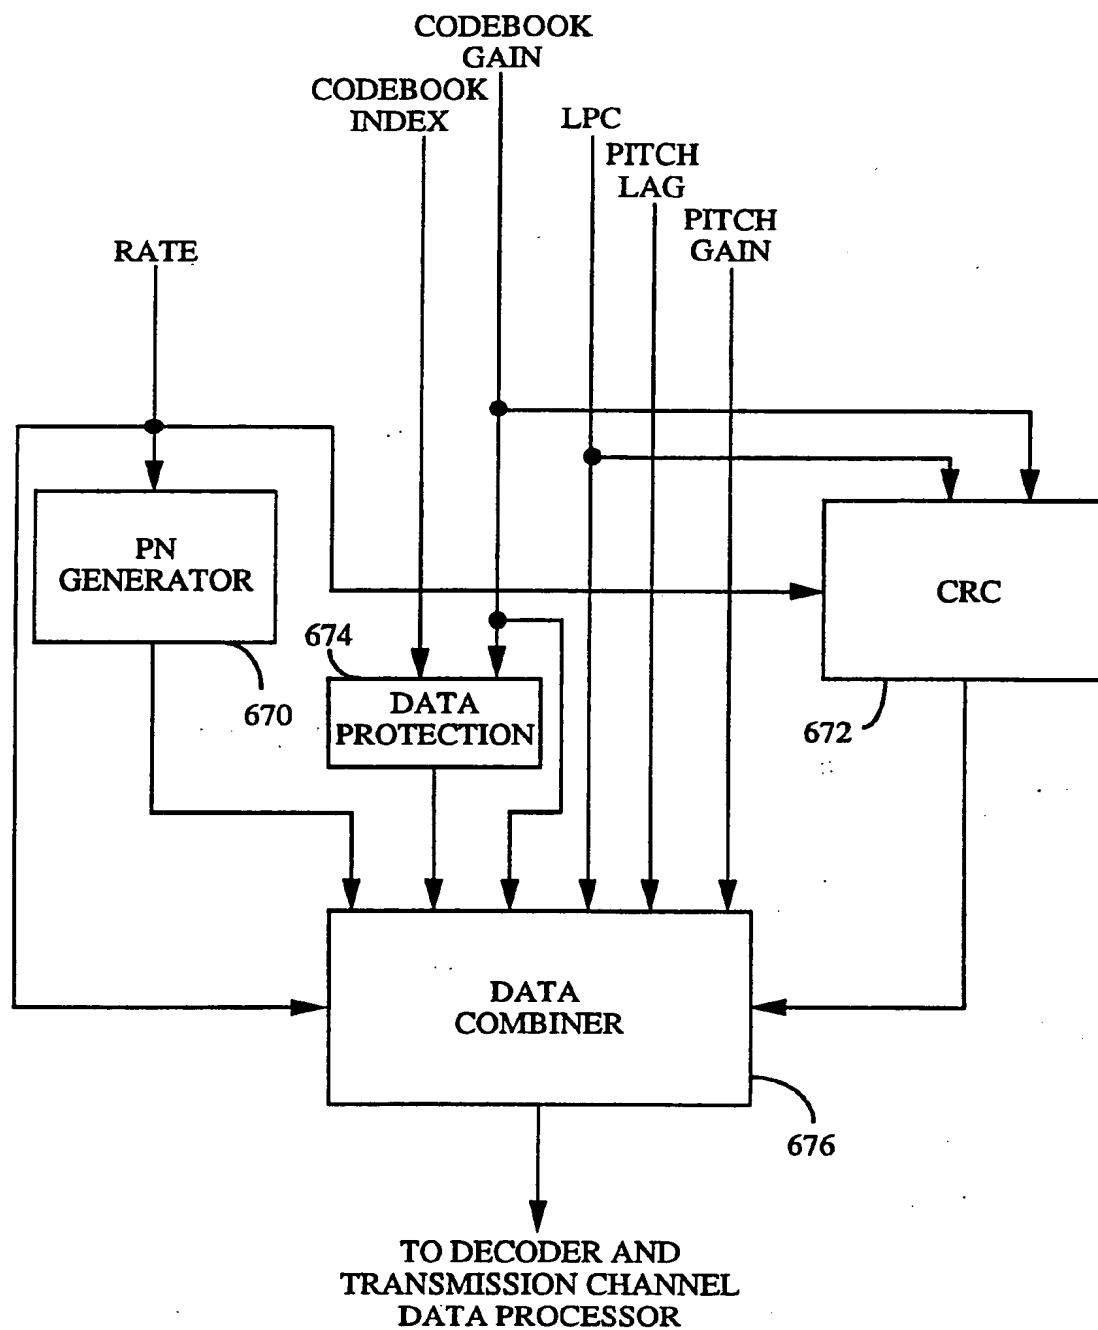 CODEBOOK
GAIN
CODEBOOK
INDEX
LPC
PITCH
LAG
PITCH
GAIN
RATE
PN
GENERATOR
CRC
674
670
DATA
PROTECTION
672
DATA
COMBINER
676
TO DECODER AND
TRANSMISSION CHANNEL
DATA PROCESSOR